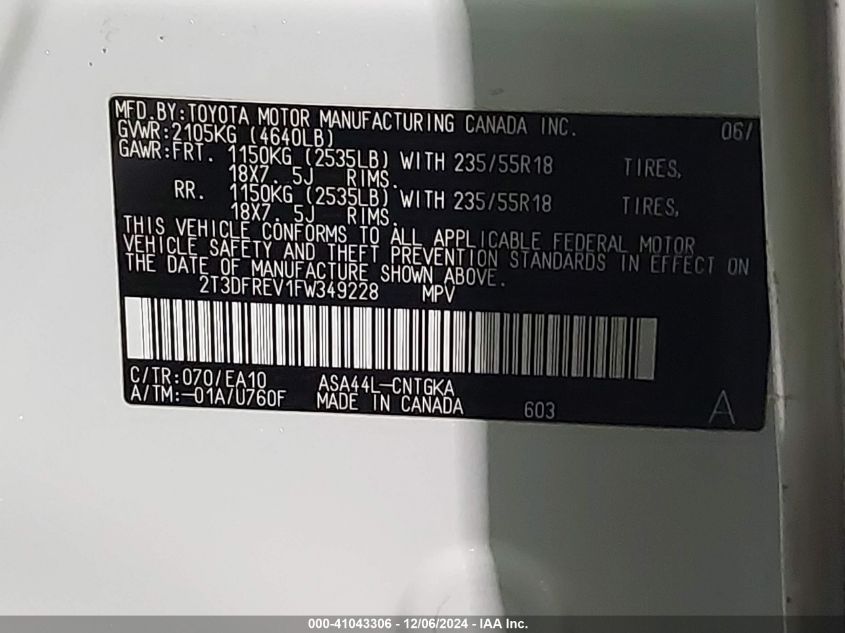 MFD.BY:TOYOTA MOTOR MANUFACTURING CANADA INC. 06/
GVWR:2105KG (4640LB)
GAWR:FRT. 1150KG (2535LB) WITH 235/55R18 TIRES,
18X7. 5J RIMS.
RR. 1150KG (2535LB) WITH 235/55R18 TIRES,
18X7. 5J RIMS.
THIS VEHICLE CONFORMS TO ALL APPLICABLE FEDERAL MOTOR
VEHICLE SAFETY AND THEFT PREVENTION STANDARDS IN EFFECT ON
THE DATE OF MANUFACTURE SHOWN ABOVE.
2T3DFREV1FW349228 MPV
C/TR:070/EA10 ASA44L-CNTGKA
A/TM:-01A/U760F MADE IN CANADA 603 A
000-41043306 - 12/06/2024 - IAA Inc.